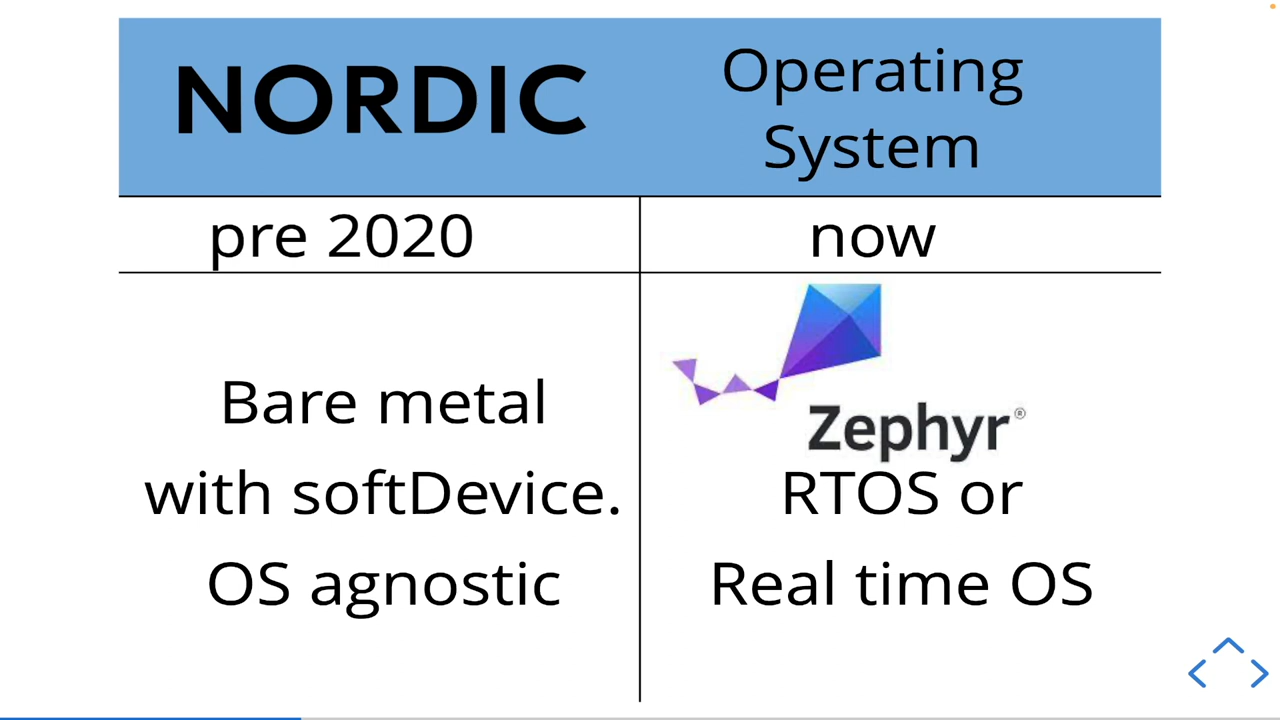 NORDIC
Operating
System
pre 2020
now
Bare metal
with softDevice.
OS agnostic
Zephyr®
RTOS or
Real time OS